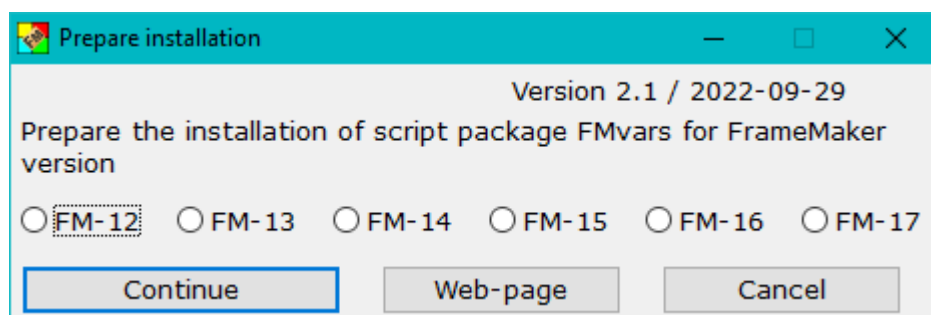 Prepare installation
Version 2.1 / 2022-09-29
Prepare the installation of script package FMvars for FrameMaker
version
FM-12 FM-13 FM-14 FM-15 FM-16 FM-17
Continue Web-page Cancel